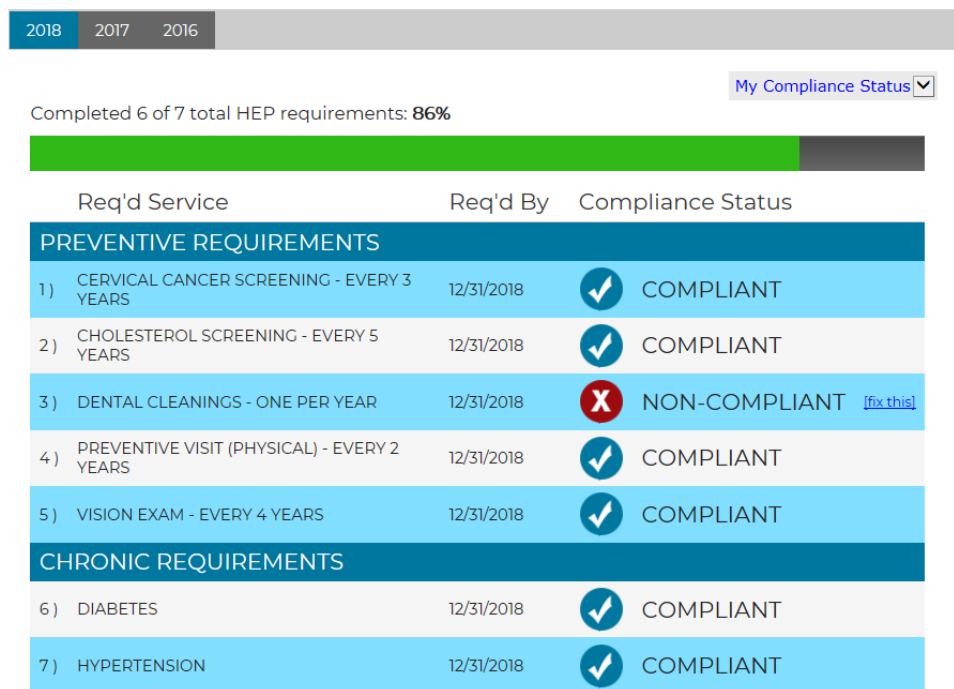 2018 2017 2016
My Compliance Status
Completed 6 of 7 total HEP requirements: 86%
Req'd Service Req'd By Compliance Status
PREVENTIVE REQUIREMENTS
1) CERVICAL CANCER SCREENING - EVERY 3
YEARS 12/31/2018 COMPLIANT
2) CHOLESTEROL SCREENING - EVERY 5
YEARS 12/31/2018 COMPLIANT
3) DENTAL CLEANINGS - ONE PER YEAR 12/31/2018 X NON-COMPLIANT [fix this]
4) PREVENTIVE VISIT (PHYSICAL) - EVERY 2
YEARS 12/31/2018 COMPLIANT
5) VISION EXAM - EVERY 4 YEARS 12/31/2018 COMPLIANT
CHRONIC REQUIREMENTS
6) DIABETES 12/31/2018 COMPLIANT
7) HYPERTENSION 12/31/2018 COMPLIANT